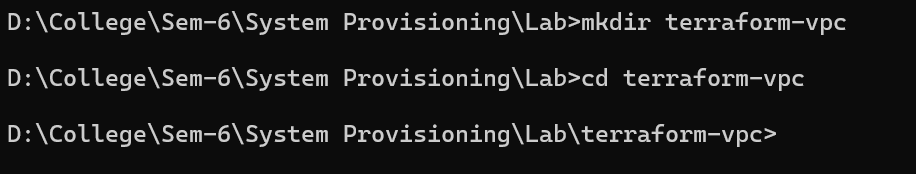 D:\College\Sem-6\System Provisioning\Lab>mkdir terraform-vpc
D:\College\Sem-6\System Provisioning\Lab>cd terraform-vpc
D:\College\Sem-6\System Provisioning\Lab\terraform-vpc>